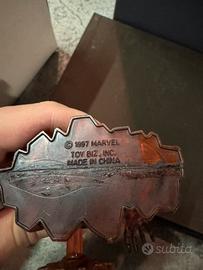 © 1997 MARVEL
TOY BIZ, INC.
MADE IN CHINA
subito